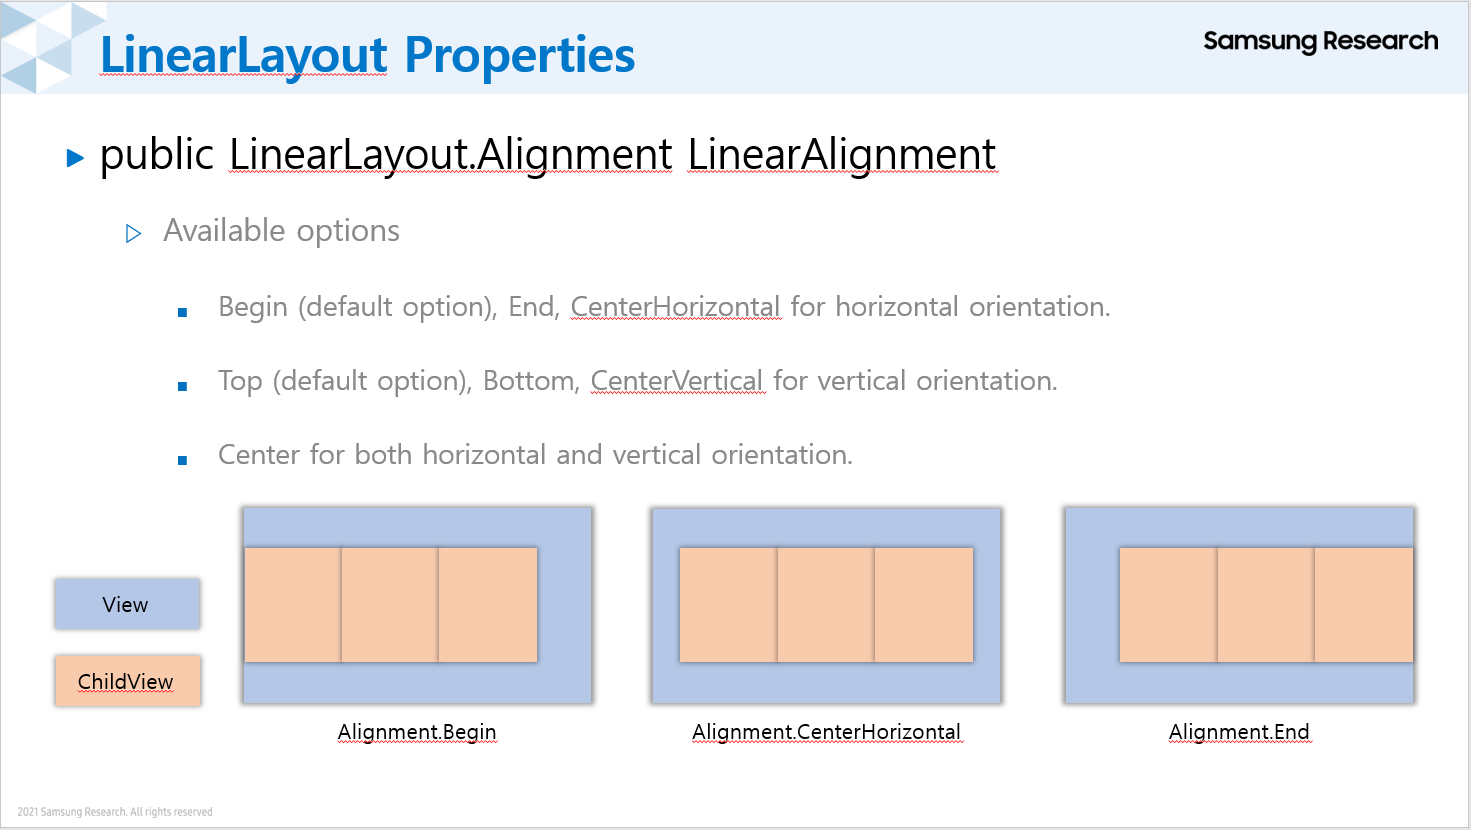 LinearLayout Properties
Samsung Research
public LinearLayout.Alignment LinearAlignment
Available options
Begin (default option), End, CenterHorizontal for horizontal orientation.
Top (default option), Bottom, CenterVertical for vertical orientation.
Center for both horizontal and vertical orientation.
View
ChildView
Alignment.Begin
Alignment.CenterHorizontal
Alignment.End
2021 Samsung Research. All rights reserved